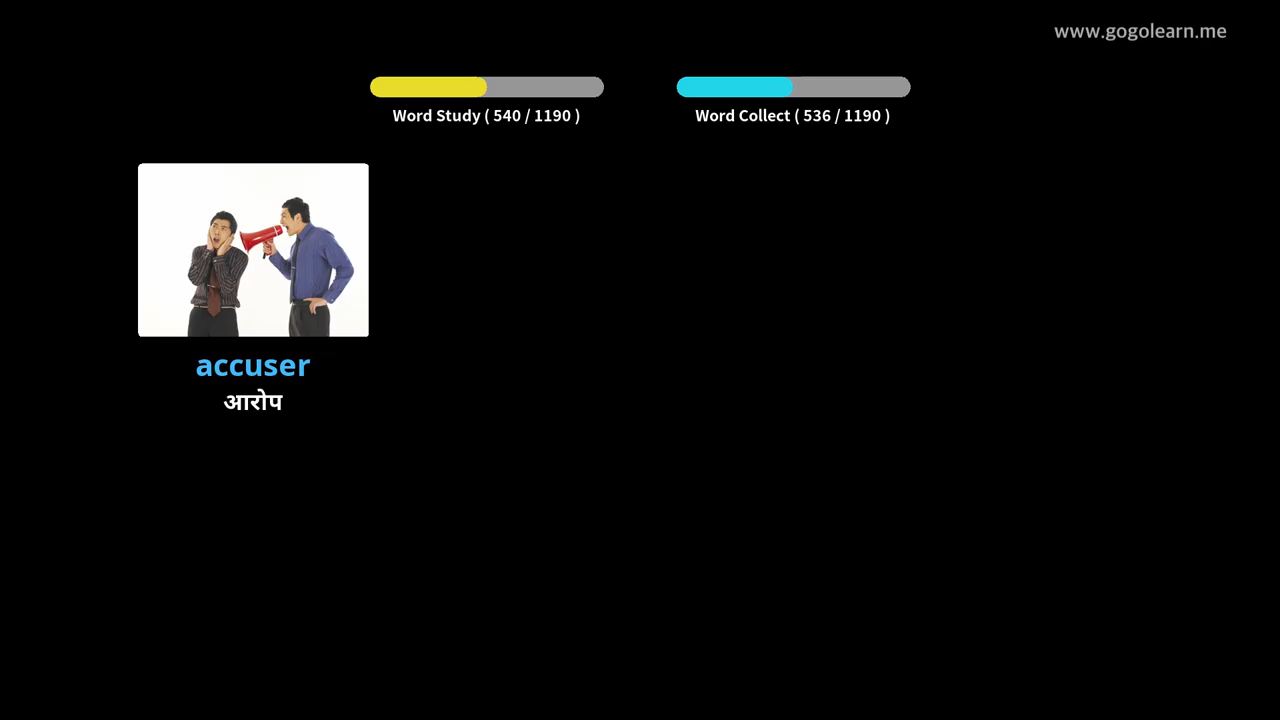 www.gogolearn.me
Word Study ( 540 / 1190 )
Word Collect ( 536 / 1190 )
accuser
आरोप